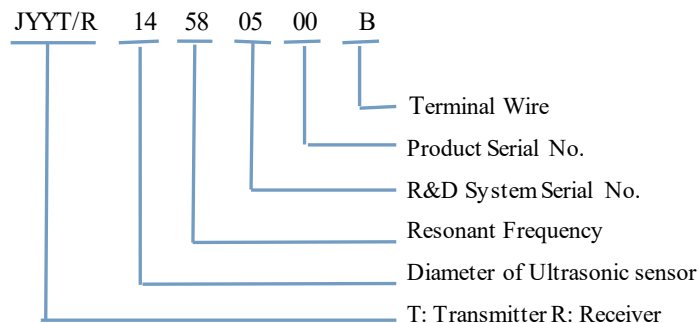 JYYT/R 14 58 05 00 B
Terminal Wire
Product Serial No.
R&D System Serial No.
Resonant Frequency
Diameter of Ultrasonic sensor
T: Transmitter R: Receiver